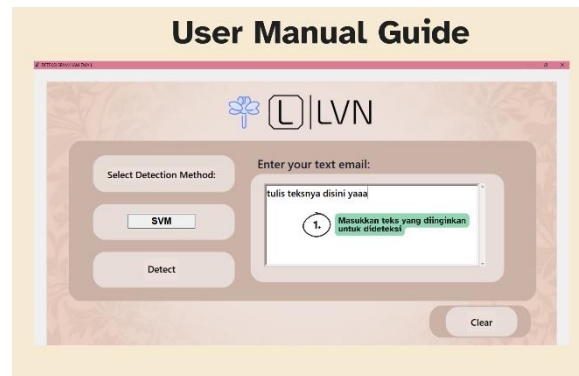 User Manual Guide
L LVN
Select Detection Method:
Enter your text email:
tulis teksnya disini yaaa
SVM
1. Masukkan teks yang diinginkan
untuk dideteksi
Detect
Clear